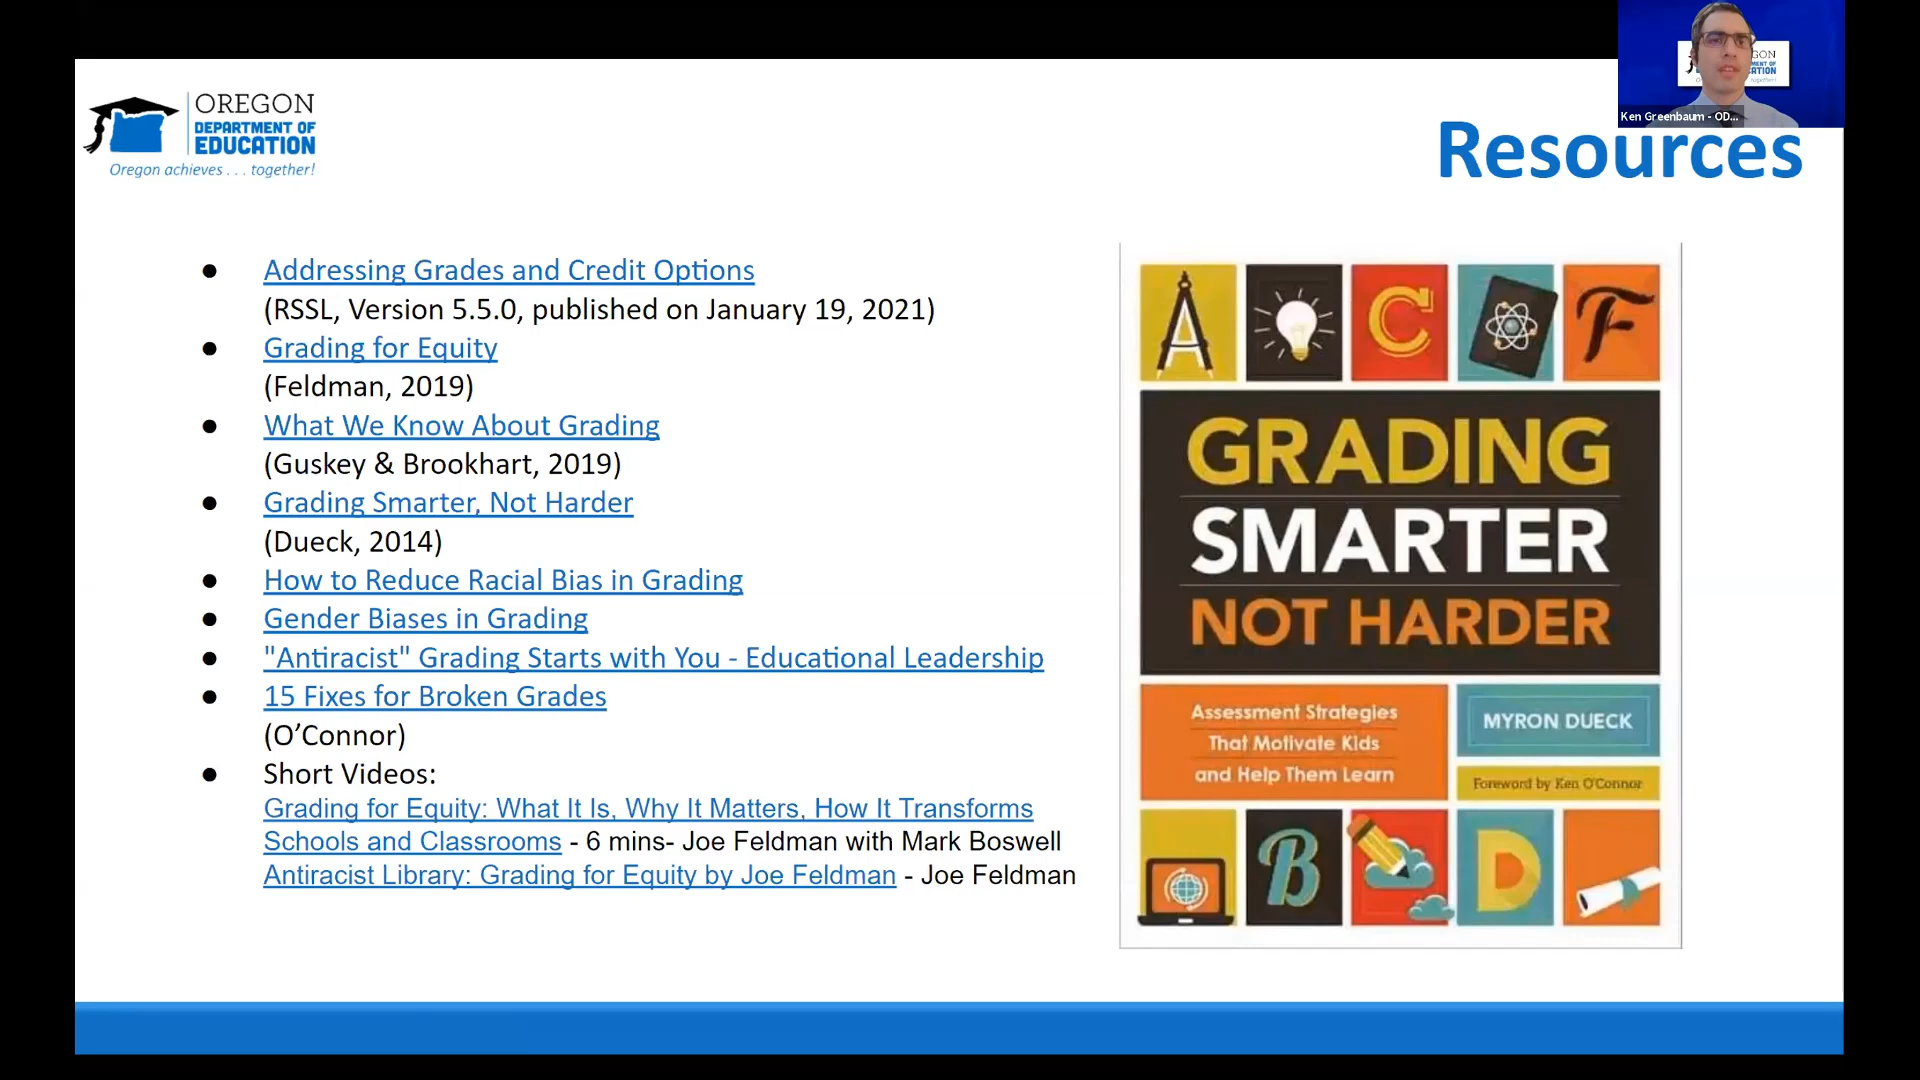 OREGON
DEPARTMENT OF
EDUCATION
Oregon achieves . . . together!
Ken Greenbaum - OD...
Resources
● Addressing Grades and Credit Options
(RSSL, Version 5.5.0, published on January 19, 2021)
● Grading for Equity
(Feldman, 2019)
● What We Know About Grading
(Guskey & Brookhart, 2019)
● Grading Smarter, Not Harder
(Dueck, 2014)
● How to Reduce Racial Bias in Grading
● Gender Biases in Grading
● "Antiracist" Grading Starts with You - Educational Leadership
● 15 Fixes for Broken Grades
(O’Connor)
● Short Videos:
Grading for Equity: What It Is, Why It Matters, How It Transforms
Schools and Classrooms - 6 mins- Joe Feldman with Mark Boswell
Antiracist Library: Grading for Equity by Joe Feldman - Joe Feldman
A C F
GRADING
SMARTER
NOT HARDER
Assessment Strategies
That Motivate Kids
and Help Them Learn
MYRON DUECK
Foreword by Ken O'Connor
B D